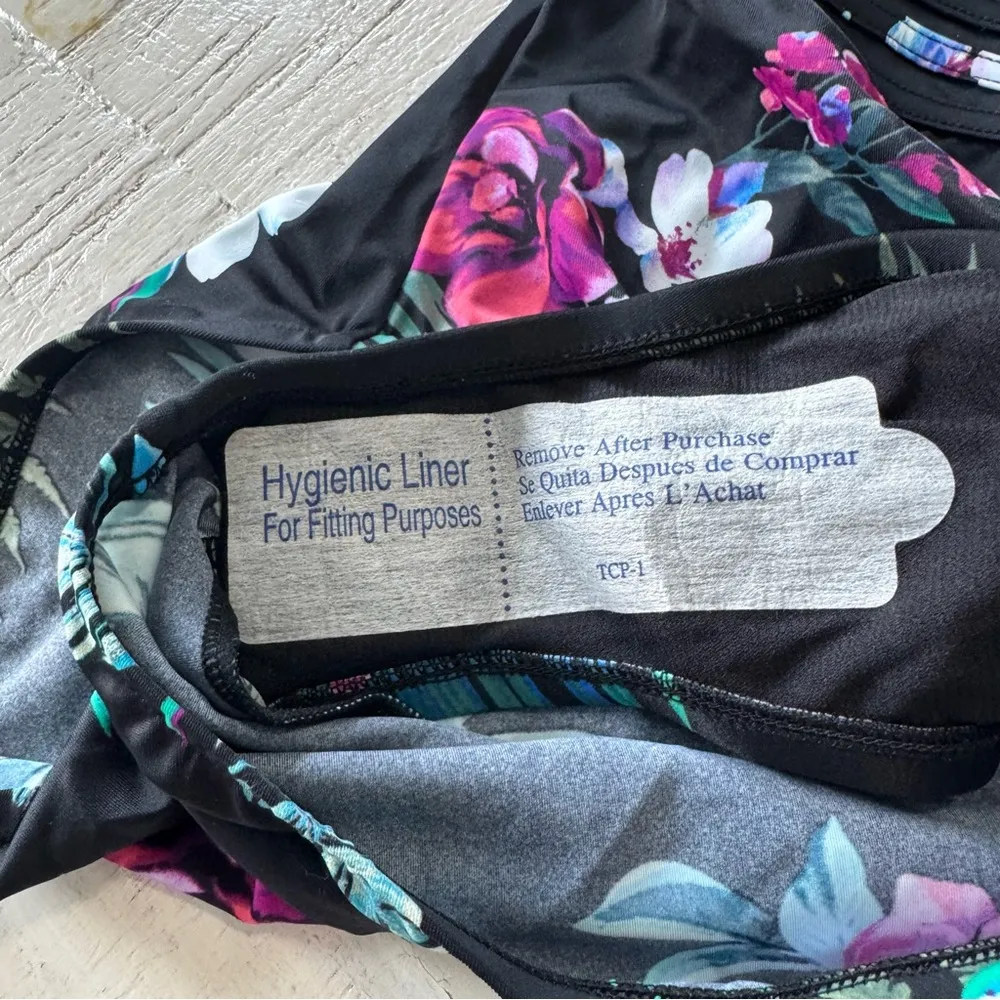 Hygienic Liner
For Fitting Purposes
Remove After Purchase
Se Quita Despues de Comprar
Enlever Apres L'Achat
TCP-1